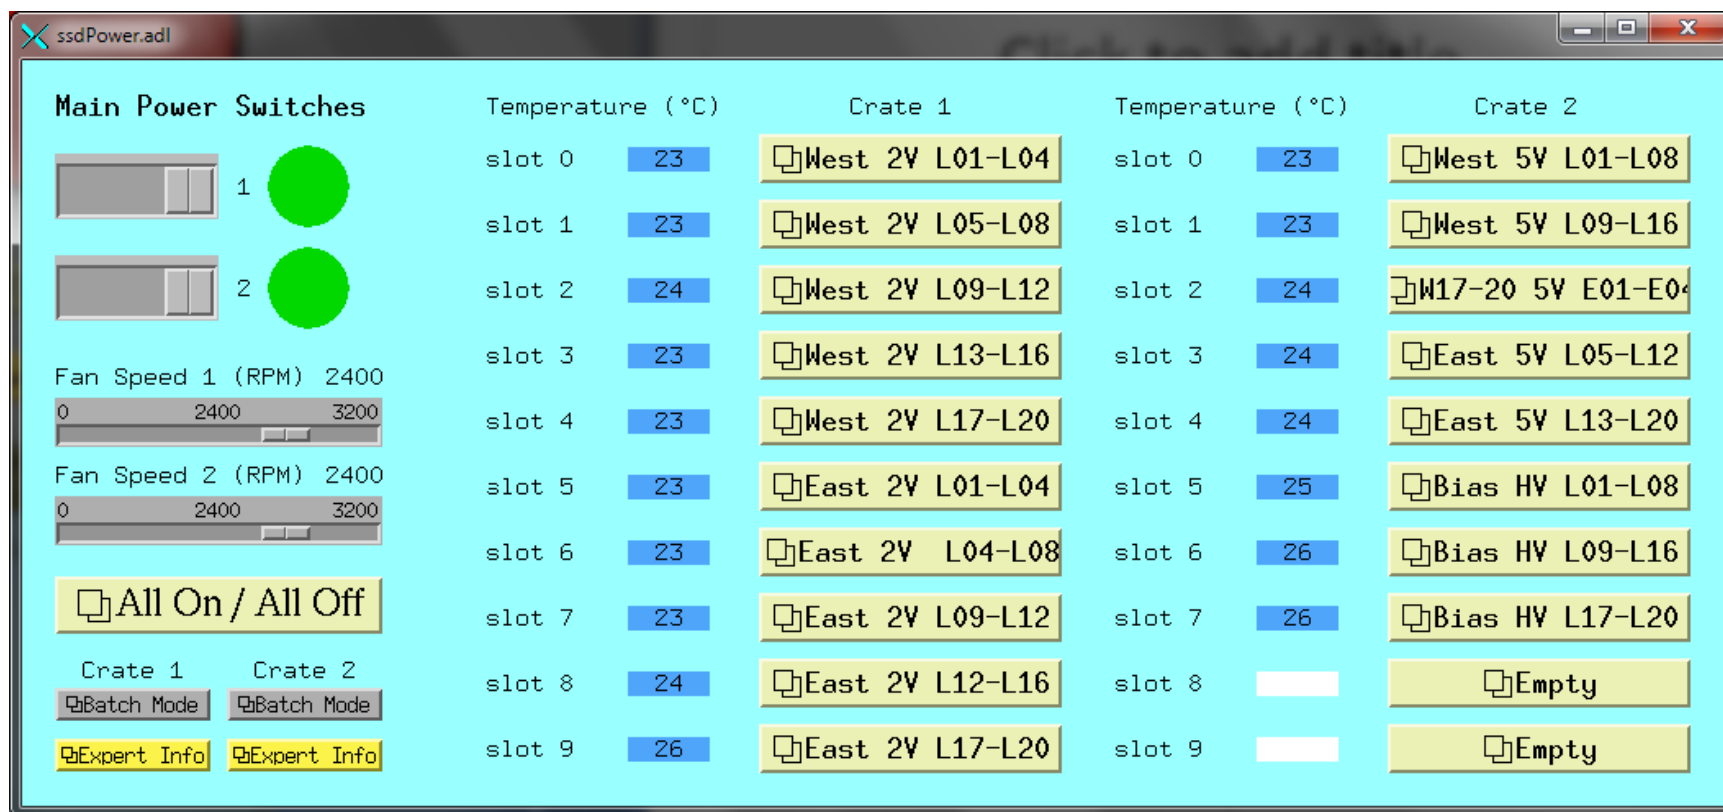 ssdPower.adl
Click to add title
Main Power Switches
1
2
Fan Speed 1 (RPM) 2400
0 2400 3200
Fan Speed 2 (RPM) 2400
0 2400 3200
All On / All Off
Crate 1 Crate 2
Batch Mode Batch Mode
Expert Info Expert Info
Temperature (°C) Crate 1
slot 0 23 West 2V L01-L04
slot 1 23 West 2V L05-L08
slot 2 24 West 2V L09-L12
slot 3 23 West 2V L13-L16
slot 4 23 West 2V L17-L20
slot 5 23 East 2V L01-L04
slot 6 23 East 2V L04-L08
slot 7 23 East 2V L09-L12
slot 8 24 East 2V L12-L16
slot 9 26 East 2V L17-L20
Temperature (°C) Crate 2
slot 0 23 West 5V L01-L08
slot 1 23 West 5V L09-L16
slot 2 24 W17-20 5V E01-E04
slot 3 24 East 5V L05-L12
slot 4 24 East 5V L13-L20
slot 5 25 Bias HV L01-L08
slot 6 26 Bias HV L09-L16
slot 7 26 Bias HV L17-L20
slot 8 Empty
slot 9 Empty